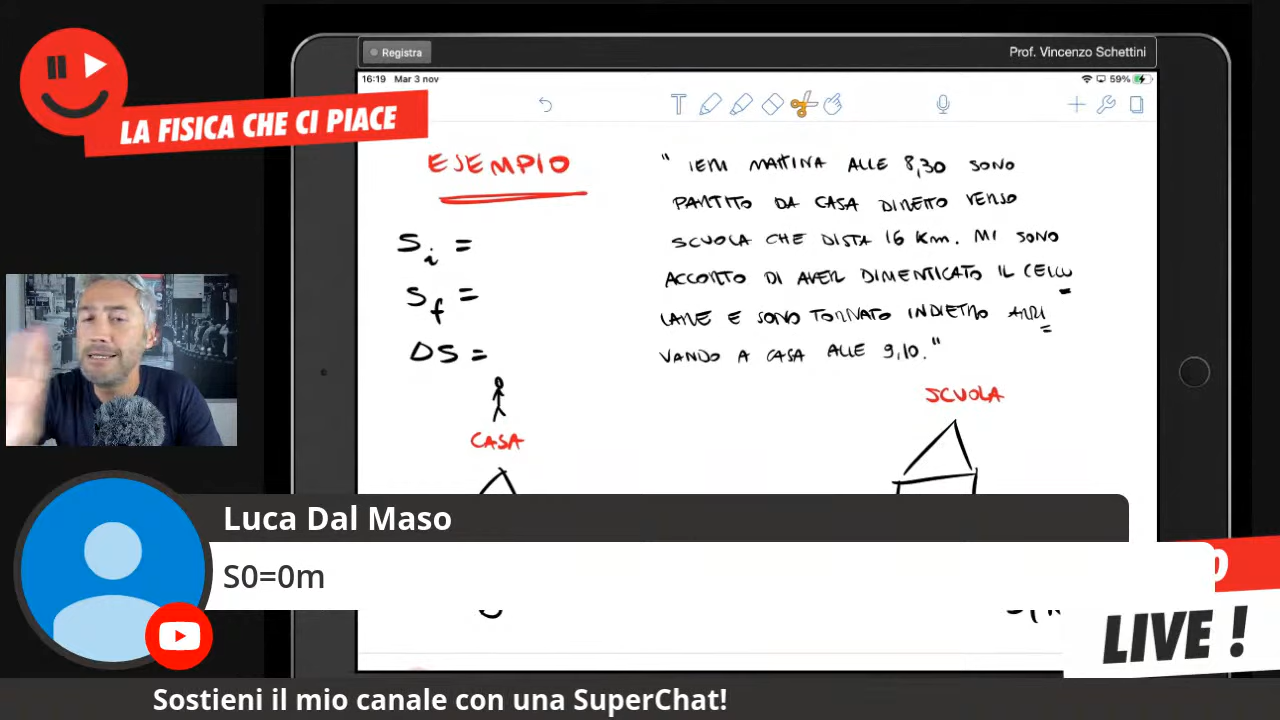 Registra
Prof. Vincenzo Schettini
16:19 Mar 3 nov
59%
LA FISICA CHE CI PIACE
ESEMPIO
" IERI MATTINA ALLE 8,30 SONO
PARTITO DA CASA DIRETTO VERSO
SCUOLA CHE DISTA 16 Km. MI SONO
ACCORTO DI AVER DIMENTICATO IL CELLU
LARE E SONO TORNATO INDIETRO ARRI
VANDO A CASA ALLE 9,10. "
Si =
Sf =
DS =
CASA
SCUOLA
Luca Dal Maso
S0=0m
LIVE !
Sostieni il mio canale con una SuperChat!